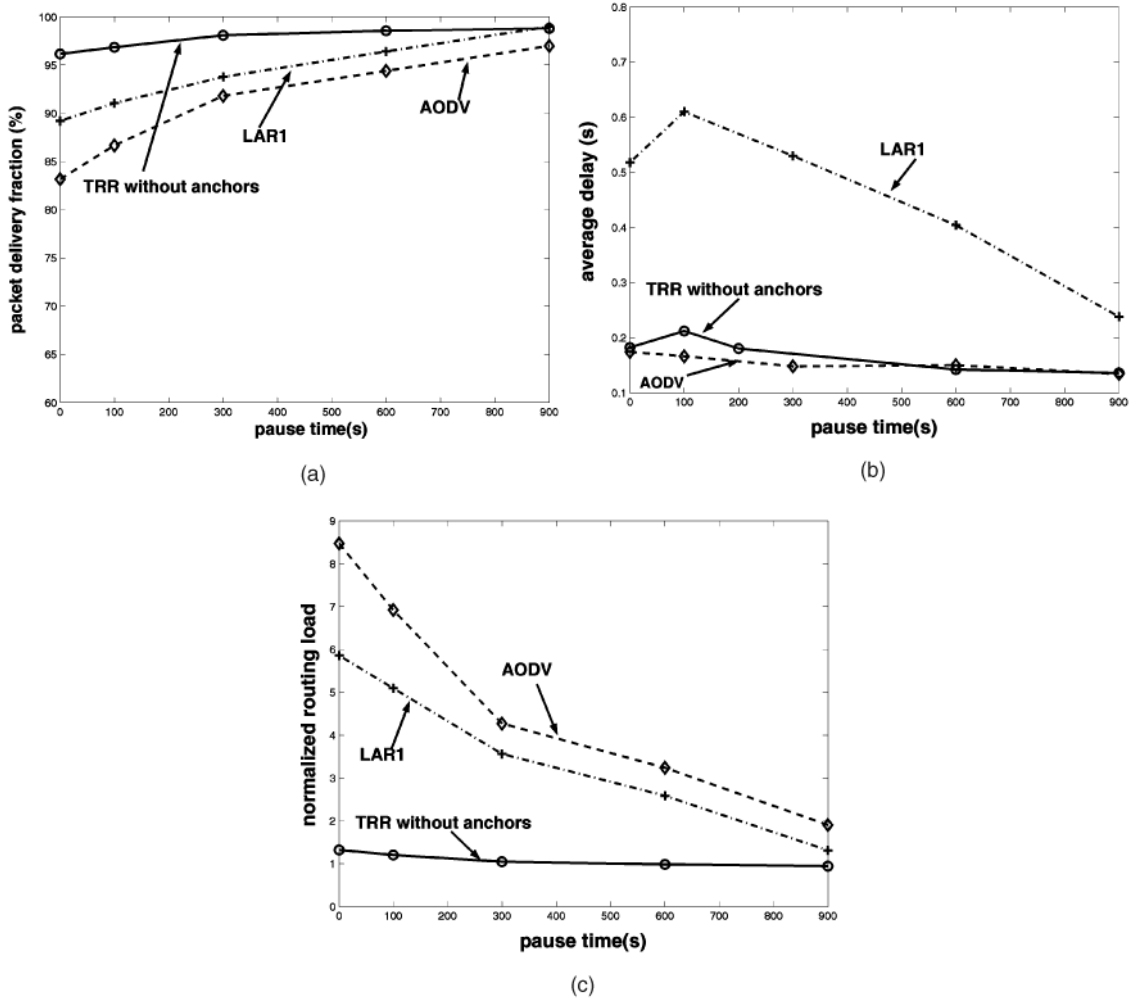 100
95
90
85
80
75
70
65
60
packet delivery fraction (%)
LAR1
AODV
TRR without anchors
0 100 200 300 400 500 600 700 800 900
pause time(s)
(a)
0.8
0.7
0.6
0.5
0.4
0.3
0.2
0.1
average delay (s)
LAR1
TRR without anchors
AODV
0 100 200 300 400 500 600 700 800 900
pause time(s)
(b)
9
8
7
6
5
4
3
2
1
0
normalized routing load
AODV
LAR1
TRR without anchors
0 100 200 300 400 500 600 700 800 900
pause time(s)
(c)